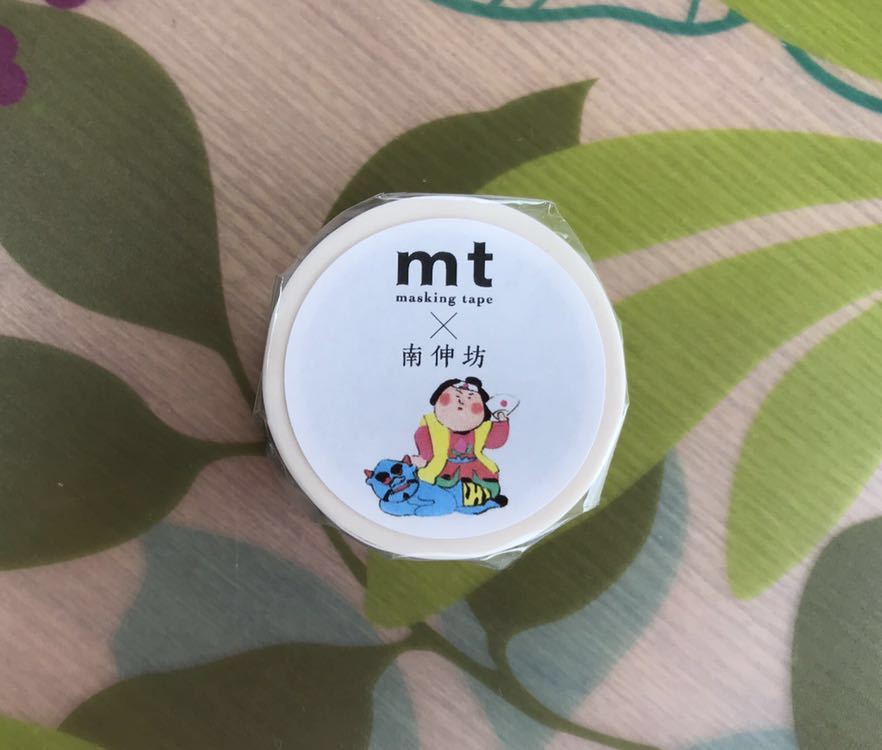 mt
masking tape
×
南伸坊